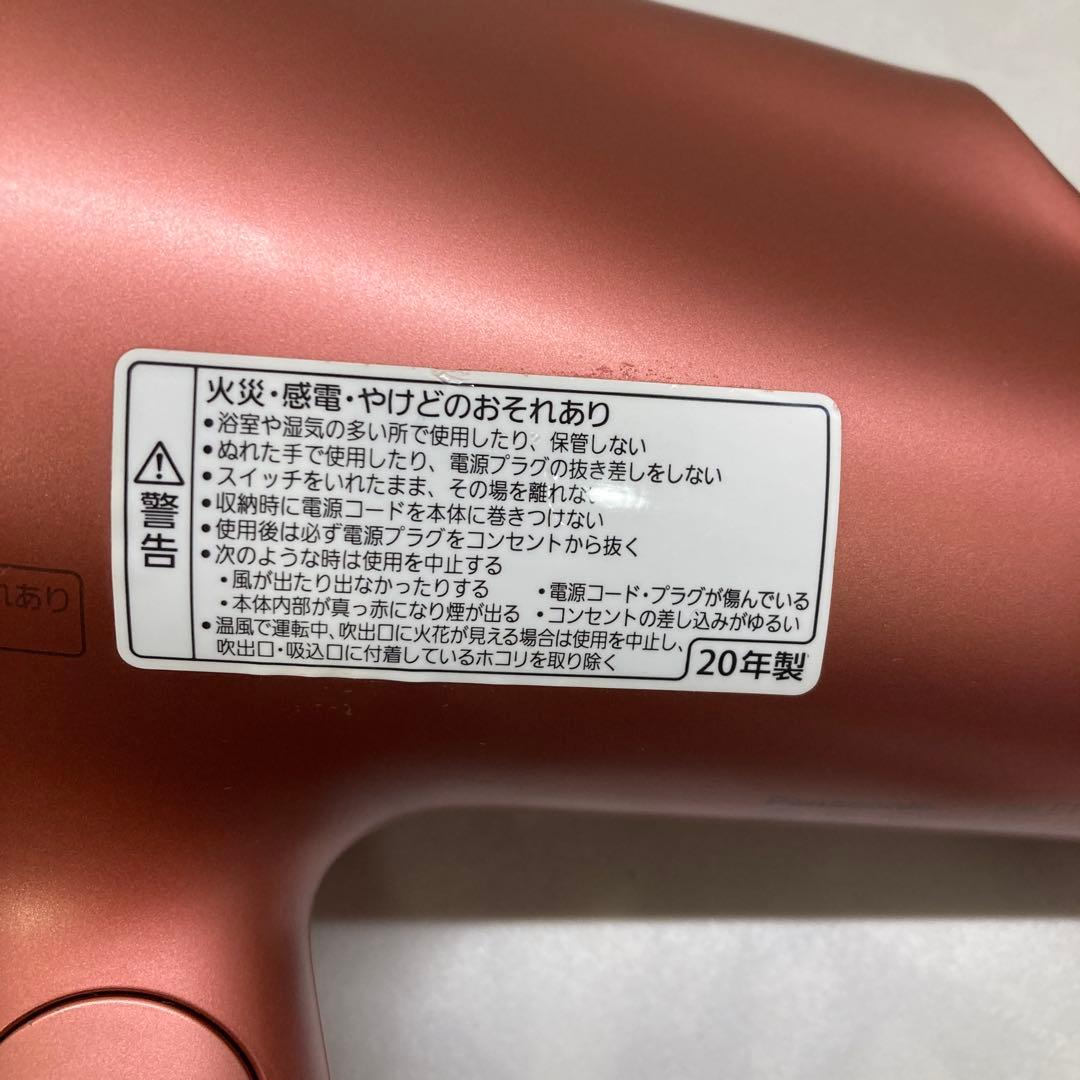 警告
火災・感電・やけどのおそれあり
•浴室や湿気の多い所で使用したり、保管しない
•ぬれた手で使用したり、電源プラグの抜き差しをしない
•スイッチをいれたまま、その場を離れな
•収納時に電源コードを本体に巻きつけない
•使用後は必ず電源プラグをコンセントから抜く
•次のような時は使用を中止する
・風が出たり出なかったりする ・電源コード・プラグが傷んでいる
・本体内部が真っ赤になり煙が出る ・コンセントの差し込みがゆるい
•温風で運転中、吹出口に火花が見える場合は使用を中止し、
吹出口・吸込口に付着しているホコリを取り除く
20年製
れあり
Panasonic